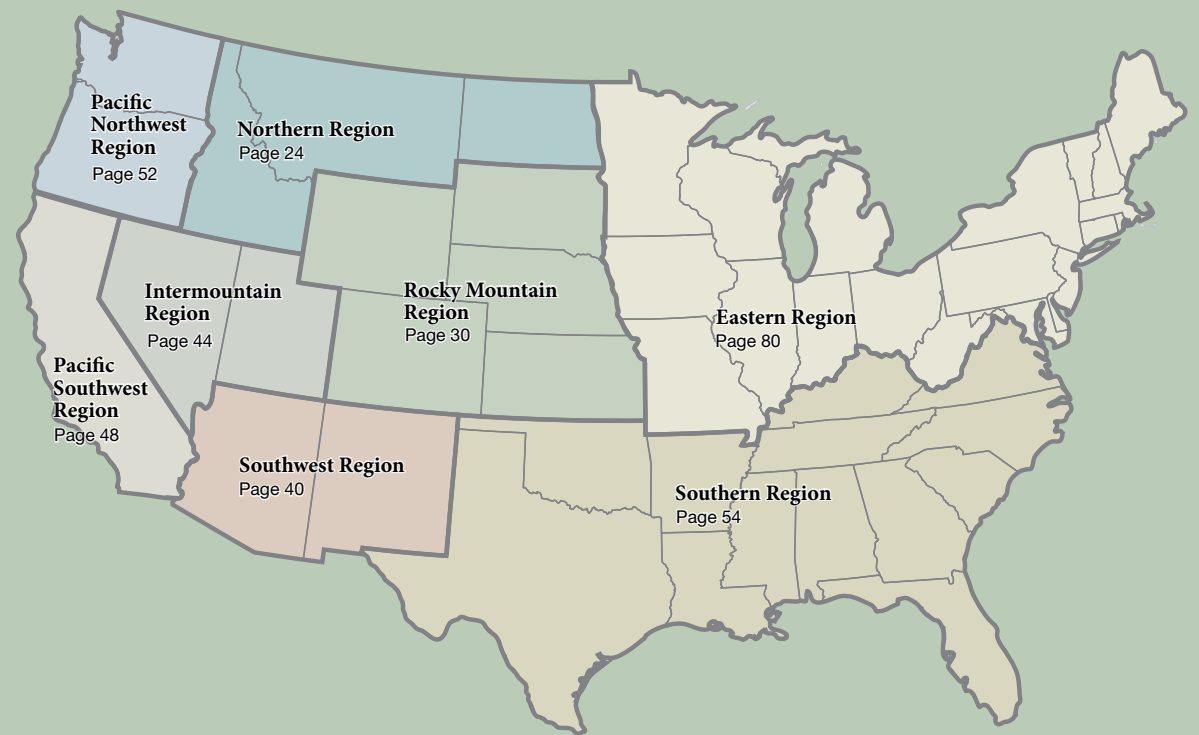 Pacific
Northwest
Region
Page 52
Northern Region
Page 24
Intermountain
Region
Page 44
Rocky Mountain
Region
Page 30
Eastern Region
Page 80
Pacific
Southwest
Region
Page 48
Southwest Region
Page 40
Southern Region
Page 54